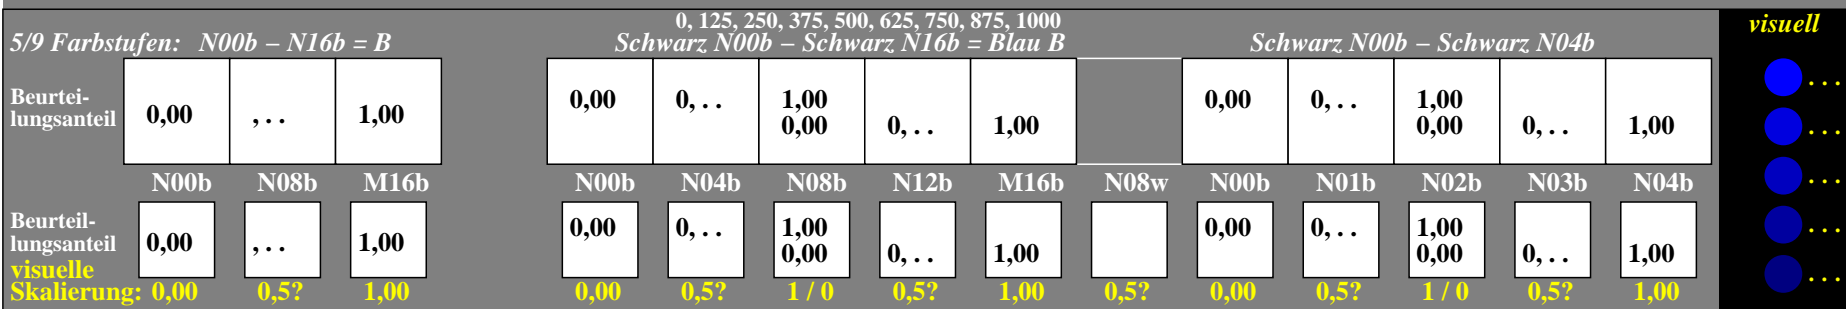 0, 125, 250, 375, 500, 625, 750, 875, 1000
5/9 Farbstufen: N00b – N16b = B
Schwarz N00b – Schwarz N16b = Blau B
Schwarz N00b – Schwarz N04b
visuell
Beurtei-
lungsanteil
0,00 , . . 1,00
0,00 0, . . 1,00
0,00 0, . . 1,00
0,00 0, . . 1,00
0,00 0, . . 1,00
N00b N08b M16b
N00b N04b N08b N12b M16b N08w N00b N01b N02b N03b N04b
Beurteil-
lungsanteil
0,00 , . . 1,00
0,00 0, . . 1,00
0,00 0, . . 1,00
0,00 0, . . 1,00
0,00 0, . . 1,00
visuelle
Skalierung: 0,00 0,5? 1,00
0,00 0,5? 1 / 0 0,5? 1,00 0,5? 0,00 0,5? 1 / 0 0,5? 1,00
. . .
. . .
. . .
. . .
. . .